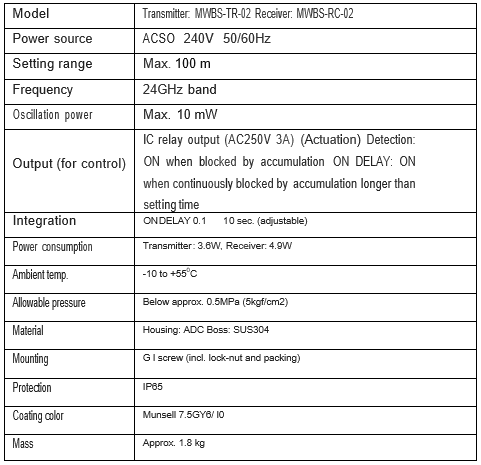 Model Transmitter: MWBS-TR-02 Receiver: MWBS-RC-02
Power source ACSO 240V 50/60Hz
Setting range Max. 100 m
Frequency 24GHz band
Oscillation power Max. 10 mW
Output (for control) IC relay output (AC250V 3A) (Actuation) Detection:
ON when blocked by accumulation ON DELAY: ON
when continuously blocked by accumulation longer than
setting time
Integration ONDELAY 0.1 10 sec. (adjustable)
Power consumption Transmitter: 3.6W, Receiver: 4.9W
Ambient temp. -10 to +55°C
Allowable pressure Below approx. 0.5MPa (5kgf/cm2)
Material Housing: ADC Boss: SUS304
Mounting G I screw (incl. lock-nut and packing)
Protection IP65
Coating color Munsell 7.5GY6/ I0
Mass Approx. 1.8 kg